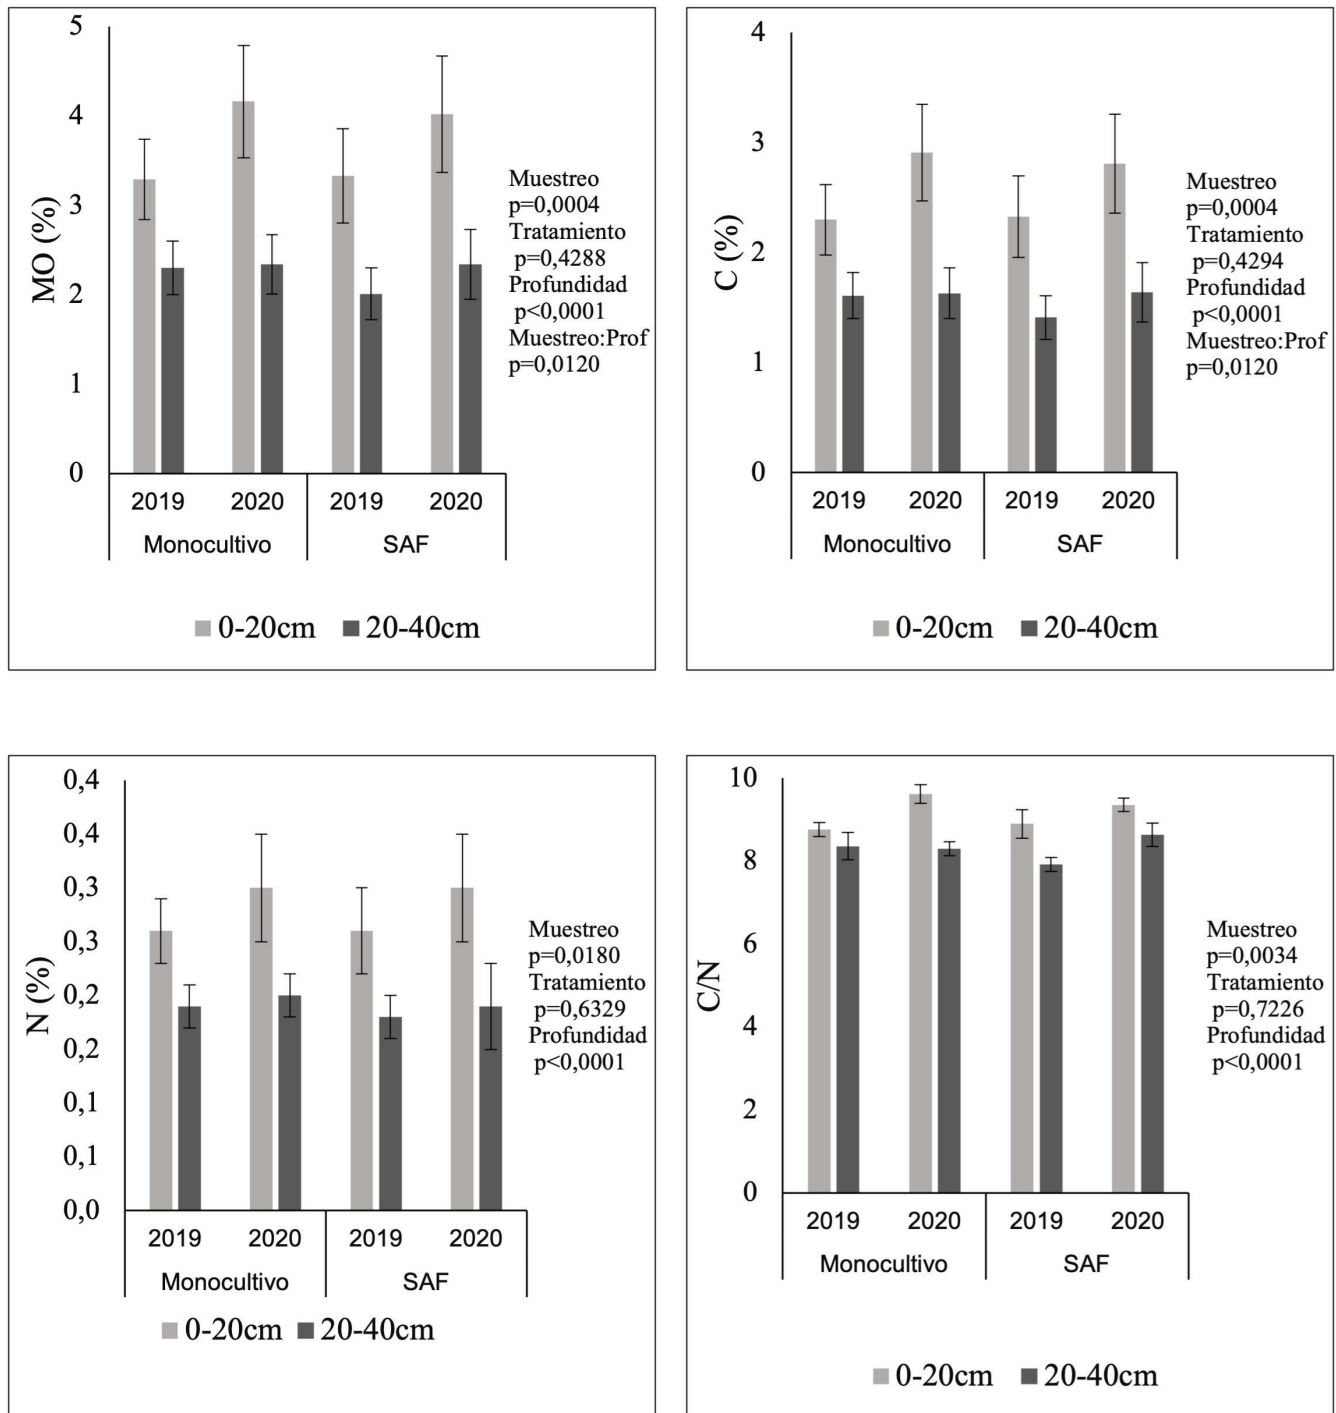 5
4
3
2
1
0
MO (%)
Muestreo
p=0,0004
Tratamiento
p=0,4288
Profundidad
p<0,0001
Muestreo:Prof
p=0,0120
2019 2020 2019 2020
Monocultivo SAF
0-20cm 20-40cm
4
3
2
1
0
C (%)
Muestreo
p=0,0004
Tratamiento
p=0,4294
Profundidad
p<0,0001
Muestreo:Prof
p=0,0120
2019 2020 2019 2020
Monocultivo SAF
0-20cm 20-40cm
0,4
0,4
0,3
0,3
0,2
0,2
0,1
0,1
0,0
N (%)
Muestreo
p=0,0180
Tratamiento
p=0,6329
Profundidad
p<0,0001
2019 2020 2019 2020
Monocultivo SAF
0-20cm 20-40cm
10
8
6
4
2
0
C/N
Muestreo
p=0,0034
Tratamiento
p=0,7226
Profundidad
p<0,0001
2019 2020 2019 2020
Monocultivo SAF
0-20cm 20-40cm